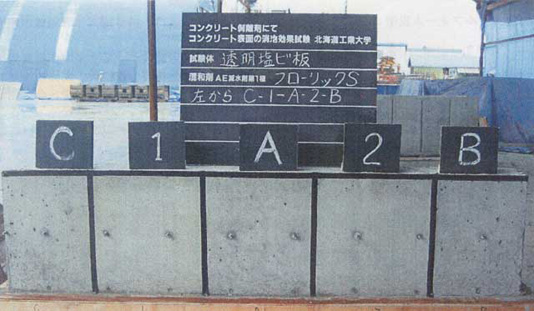 コンクリート剥離剤にて
コンクリート表面の消泡効果試験 北海道工業大学
試験体 透明塩ビ板
混和剤 AE減水剤第1種 フローリックS
左から C-1-A-2-B
C 1 A 2 B